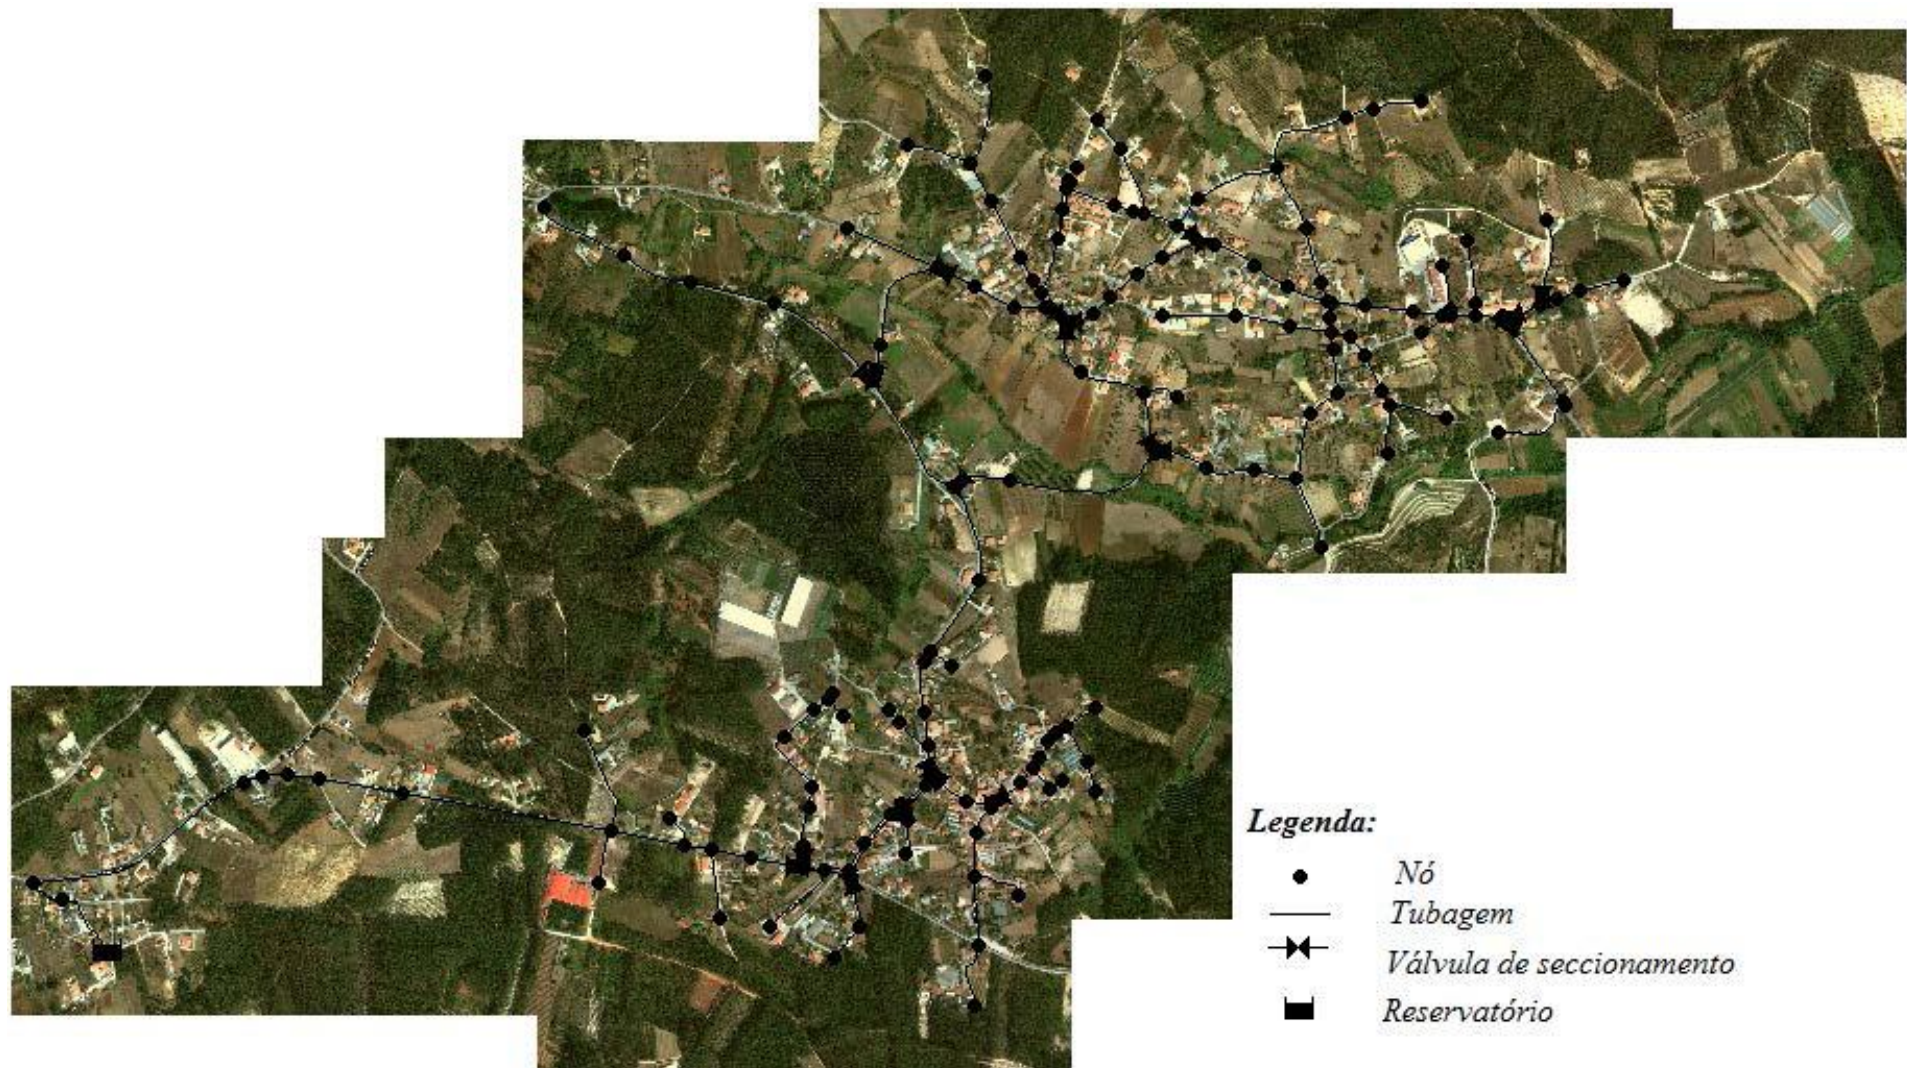 Legenda:
Nó
Tubagem
Válvula de seccionamento
Reservatório